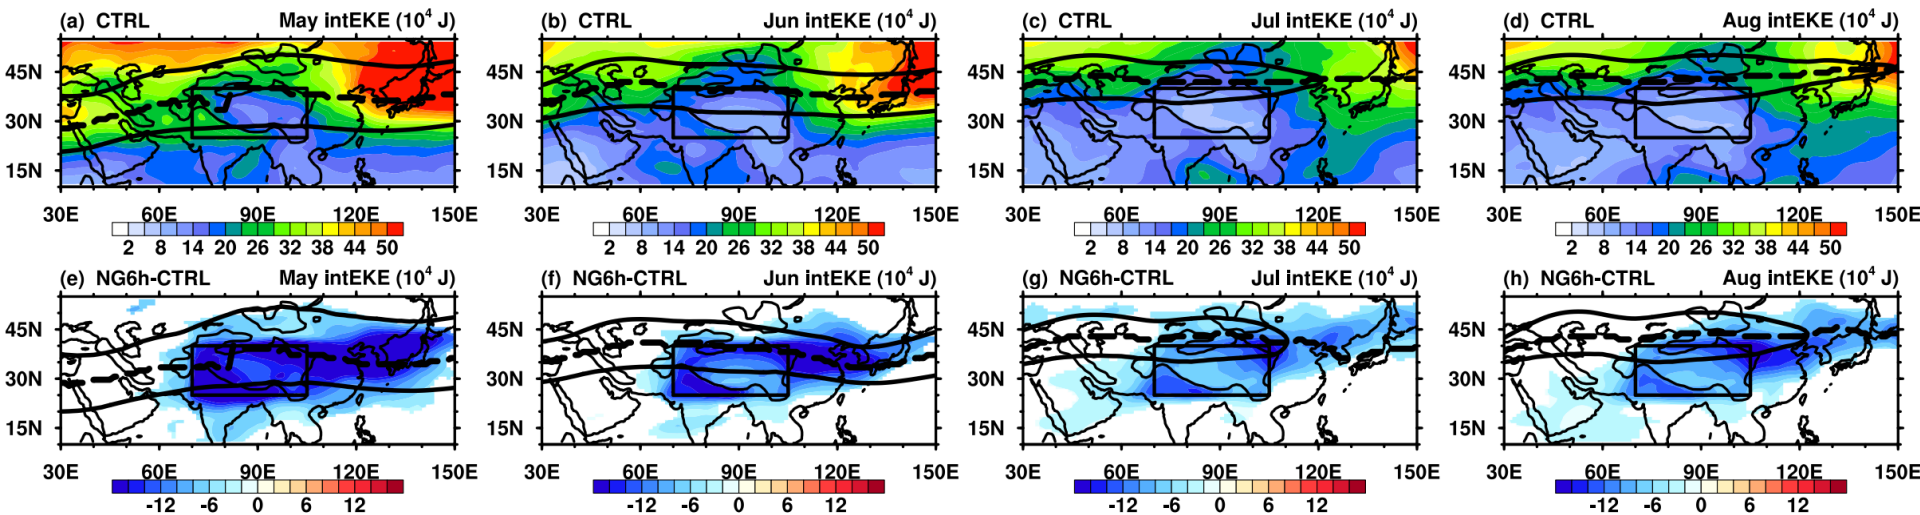 (a) CTRL May intEKE (10⁴ J)
45N
30N
15N
30E 60E 90E 120E 150E
2 8 14 20 26 32 38 44 50
(b) CTRL Jun intEKE (10⁴ J)
45N
30N
15N
30E 60E 90E 120E 150E
2 8 14 20 26 32 38 44 50
(c) CTRL Jul intEKE (10⁴ J)
45N
30N
15N
30E 60E 90E 120E 150E
2 8 14 20 26 32 38 44 50
(d) CTRL Aug intEKE (10⁴ J)
45N
30N
15N
30E 60E 90E 120E 150E
2 8 14 20 26 32 38 44 50
(e) NG6h-CTRL May intEKE (10⁴ J)
45N
30N
15N
30E 60E 90E 120E 150E
-12 -6 0 6 12
(f) NG6h-CTRL Jun intEKE (10⁴ J)
45N
30N
15N
30E 60E 90E 120E 150E
-12 -6 0 6 12
(g) NG6h-CTRL Jul intEKE (10⁴ J)
45N
30N
15N
30E 60E 90E 120E 150E
-12 -6 0 6 12
(h) NG6h-CTRL Aug intEKE (10⁴ J)
45N
30N
15N
30E 60E 90E 120E 150E
-12 -6 0 6 12